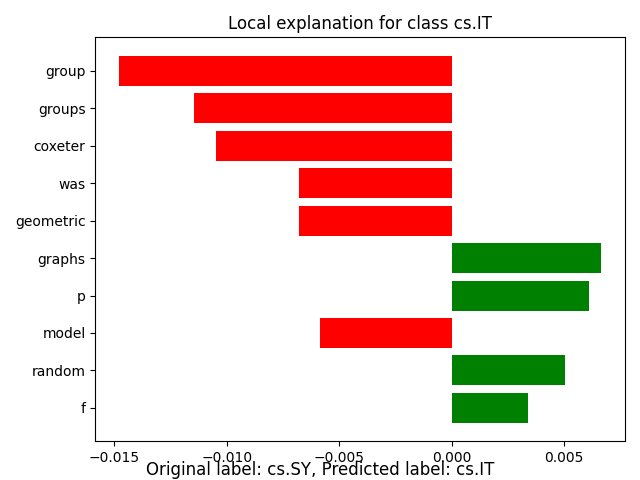 Local explanation for class cs.IT
group
groups
coxeter
was
geometric
graphs
p
model
random
f
−0.015 −0.010 −0.005 0.000 0.005
Original label: cs.SY, Predicted label: cs.IT